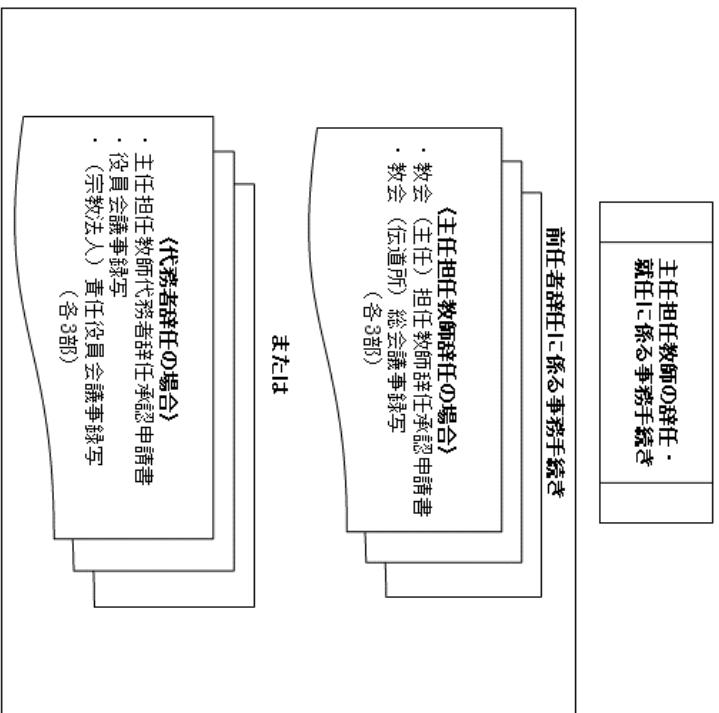 主任担任教師の辞任・
就任に係る事務手続き
前任者辞任に係る事務手続き
〈主任担任教師辞任の場合〉
・教会（主任）担任教師辞任承認申請書
・教会（伝道所）総会議事録写
（各3部）
または
〈代務者辞任の場合〉
・主任担任教師代務者辞任承認申請書
・役員会議事録写
・（宗教法人）責任役員会議事録写
（各3部）